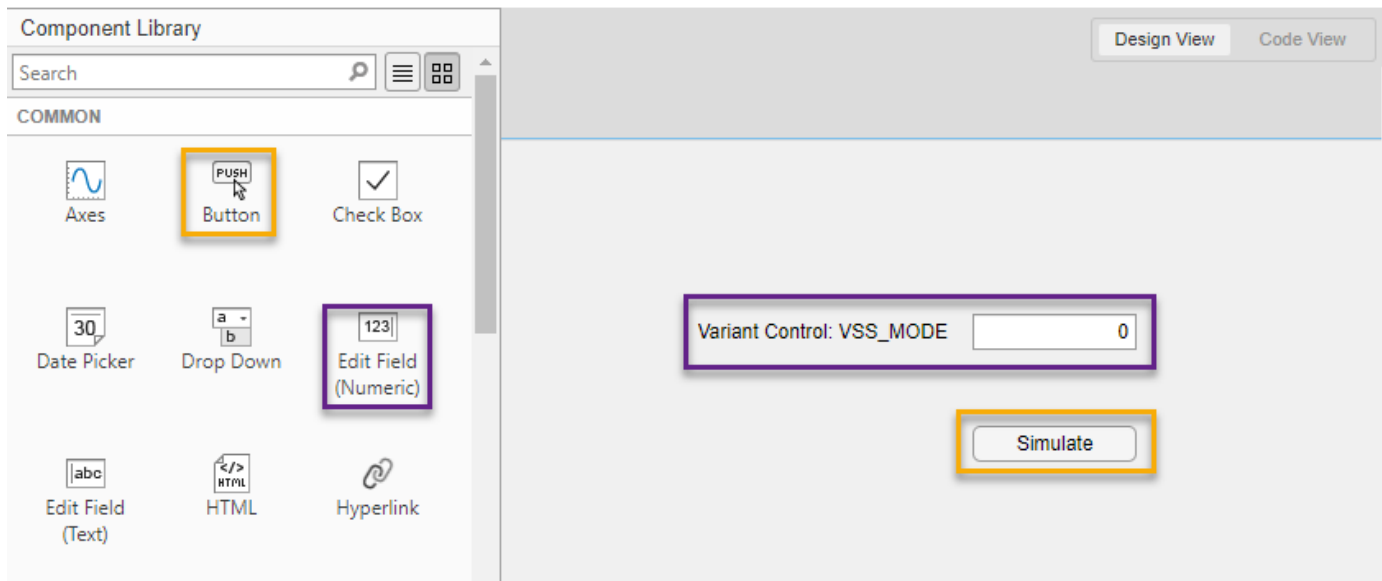 Component Library
Design View
Code View
Search
COMMON
PUSH
Axes
Button
Check Box
30
a
b
123
Date Picker
Drop Down
Edit Field
(Numeric)
Variant Control: VSS_MODE
0
Simulate
abc
</>
HTML
Edit Field
(Text)
HTML
Hyperlink